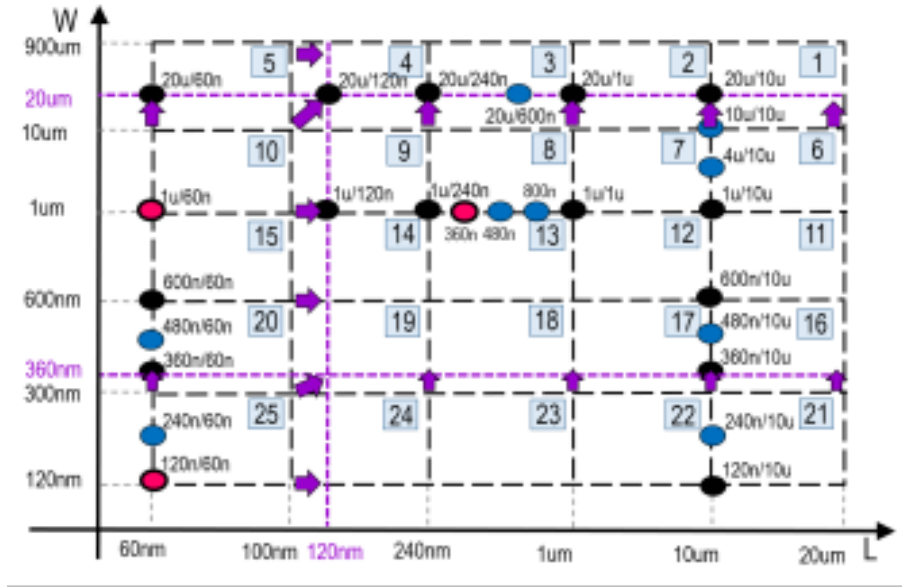 W
900um
5
4
3
2
1
20u/60n
20u/120n
20u/240n
20u/1u
20u/10u
20um
20u/600n
10u/10u
10um
10
9
8
7
6
4u/10u
1u/60n
1u/120n
1u/240n
800n
1u/1u
1u/10u
1um
360n 480n
15
14
13
12
11
600n/60n
600n/10u
600nm
480n/60n
20
19
18
17
480n/10u
16
360n/60n
360n/10u
360nm
300nm
240n/60n
25
24
23
22
240n/10u
21
120n/60n
120n/10u
120nm
60nm
100nm
120nm
240nm
1um
10um
20um
L